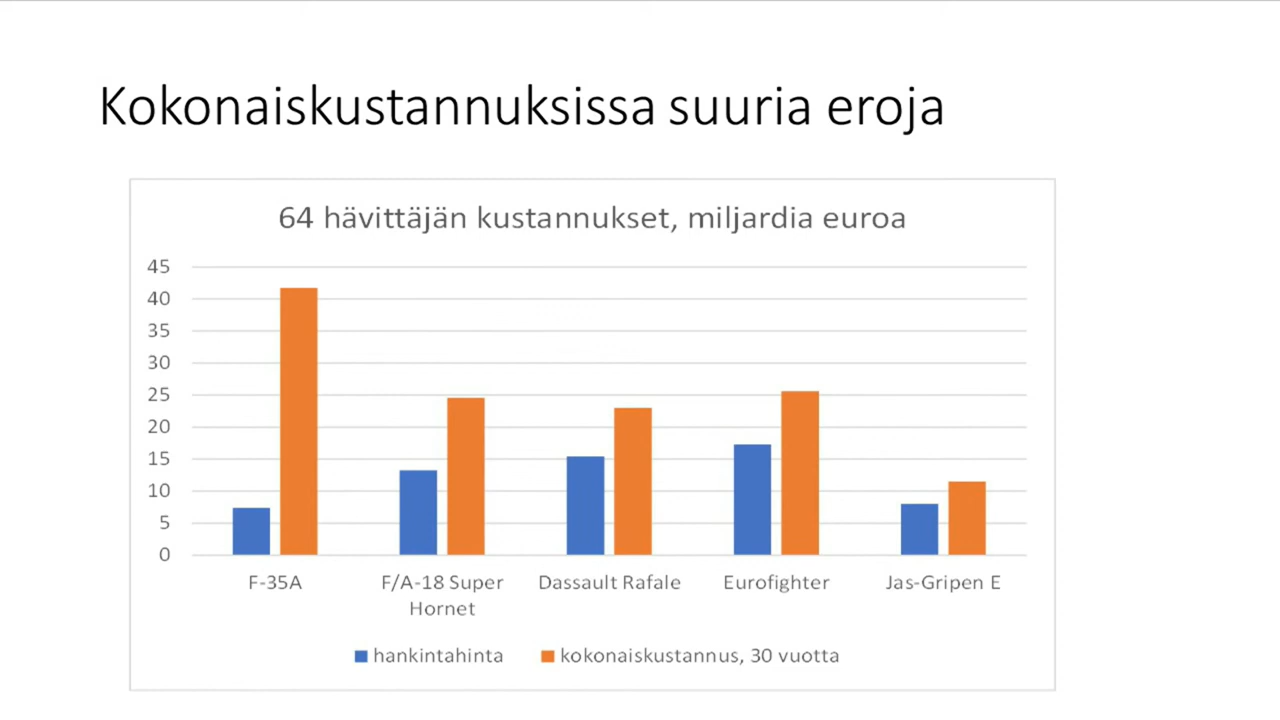 Kokonaiskustannuksissa suuria eroja
64 hävittäjän kustannukset, miljardia euroa
45
40
35
30
25
20
15
10
5
0
F-35A
F/A-18 Super
Hornet
Dassault Rafale
Eurofighter
Jas-Gripen E
hankintahinta
kokonaiskustannus, 30 vuotta